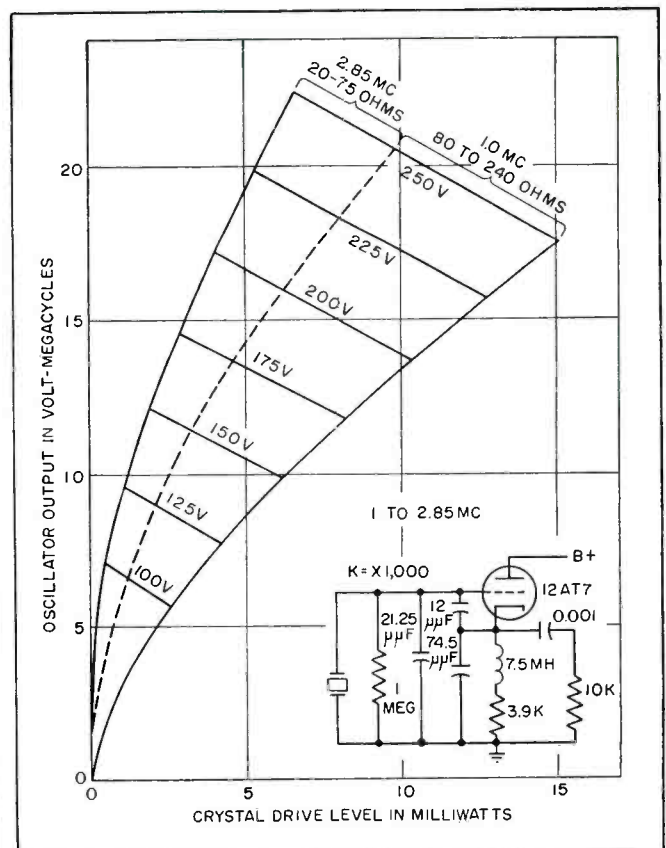 2.85 MC
20-75 OHMS
1.0 MC
80 TO 240 OHMS
250V
225V
200V
175V
150V
125V
100V
20
15
10
5
0
0
5
10
15
OSCILLATOR OUTPUT IN VOLT-MEGACYCLES
CRYSTAL DRIVE LEVEL IN MILLIWATTS
1 TO 2.85 MC
K=X1,000
B+
12AT7
0.001
12
μμF
21.25
μμF
74.5
μμF
7.5MH
10K
1
MEG
3.9K